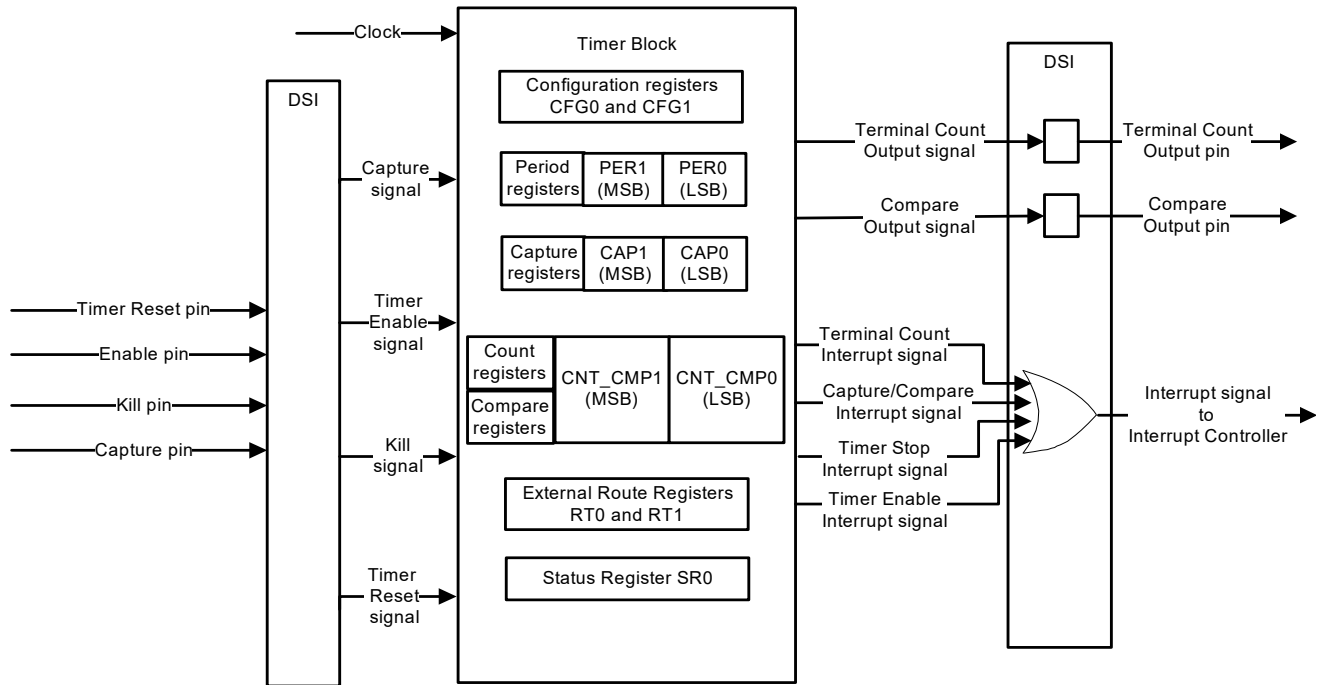 Clock
Timer Block
DSI
DSI
Configuration registers
CFG0 and CFG1
Terminal Count
Output signal
Terminal Count
Output pin
Capture
signal
Period
registers
PER1
(MSB)
PER0
(LSB)
Compare
Output signal
Compare
Output pin
Capture
registers
CAP1
(MSB)
CAP0
(LSB)
Timer Reset pin
Enable pin
Kill pin
Capture pin
Timer
Enable
signal
Count
registers
Compare
registers
CNT_CMP1
(MSB)
CNT_CMP0
(LSB)
Terminal Count
Interrupt signal
Capture/Compare
Interrupt signal
Timer Stop
Interrupt signal
Timer Enable
Interrupt signal
Interrupt signal
to
Interrupt Controller
Kill
signal
External Route Registers
RT0 and RT1
Status Register SR0
Timer
Reset
signal